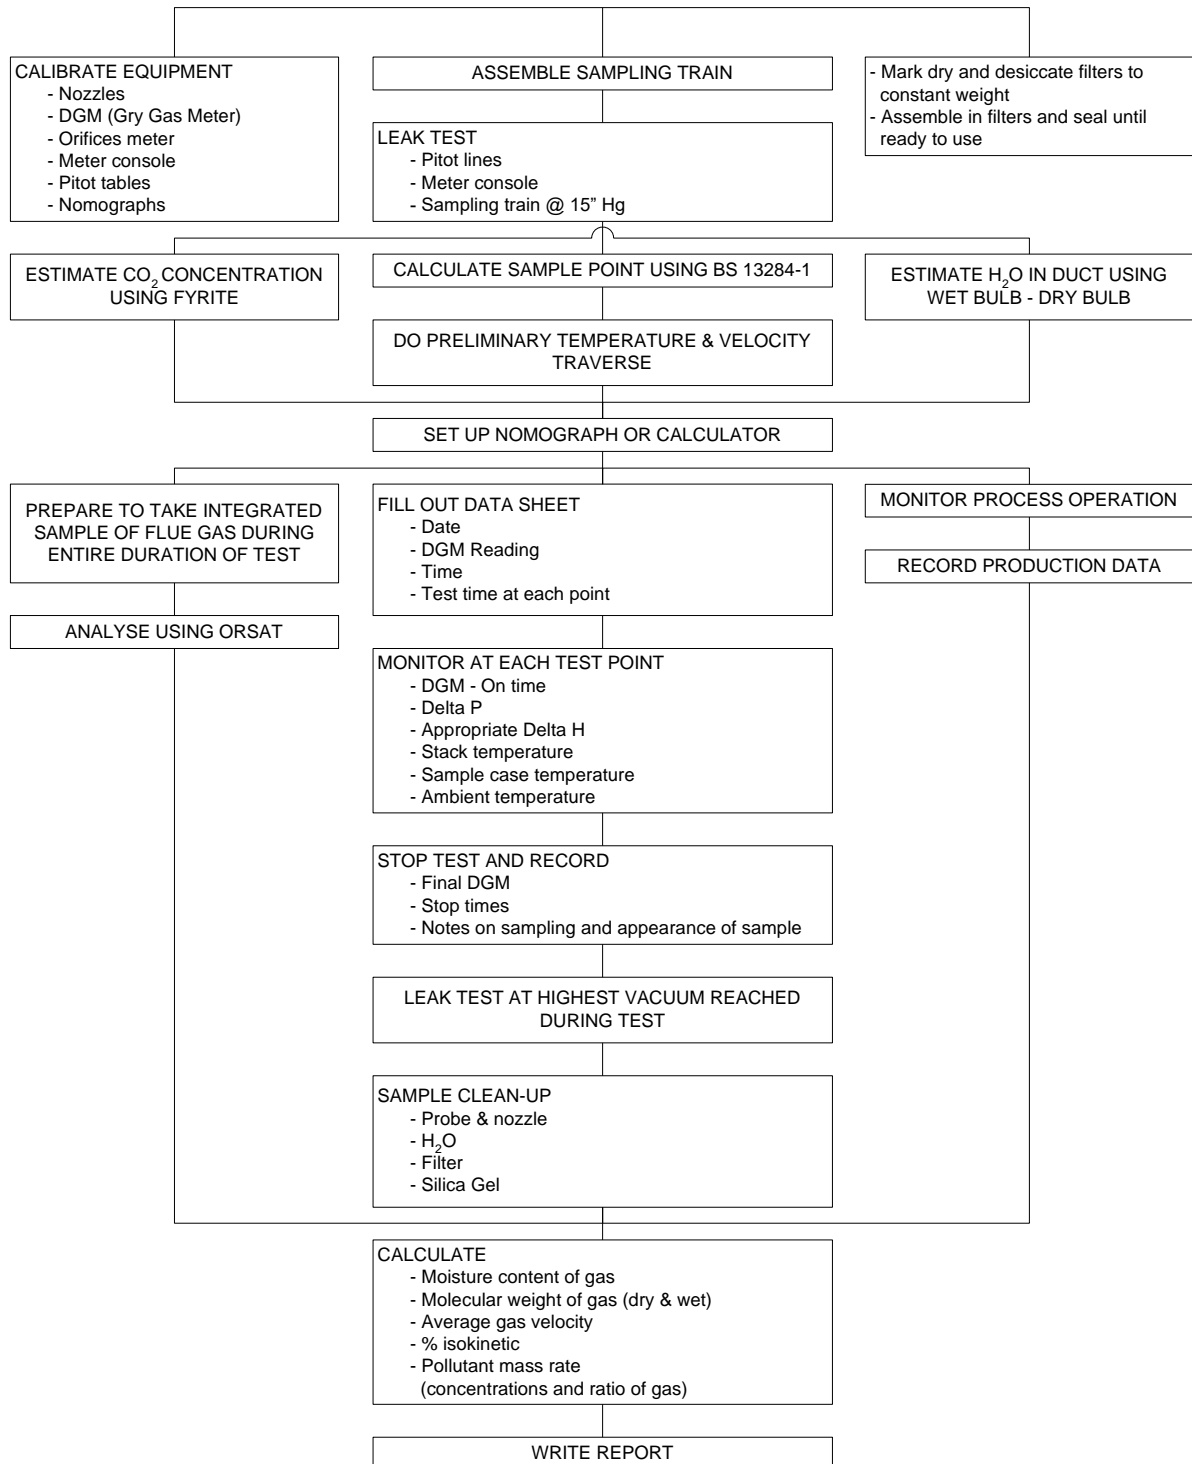 CALIBRATE EQUIPMENT
- Nozzles
- DGM (Gry Gas Meter)
- Orifices meter
- Meter console
- Pitot tables
- Nomographs
ASSEMBLE SAMPLING TRAIN
LEAK TEST
- Pitot lines
- Meter console
- Sampling train @ 15” Hg
- Mark dry and desiccate filters to
constant weight
- Assemble in filters and seal until
ready to use
ESTIMATE CO₂ CONCENTRATION
USING FYRITE
CALCULATE SAMPLE POINT USING BS 13284-1
DO PRELIMINARY TEMPERATURE & VELOCITY
TRAVERSE
ESTIMATE H₂O IN DUCT USING
WET BULB - DRY BULB
SET UP NOMOGRAPH OR CALCULATOR
PREPARE TO TAKE INTEGRATED
SAMPLE OF FLUE GAS DURING
ENTIRE DURATION OF TEST
ANALYSE USING ORSAT
FILL OUT DATA SHEET
- Date
- DGM Reading
- Time
- Test time at each point
MONITOR PROCESS OPERATION
RECORD PRODUCTION DATA
MONITOR AT EACH TEST POINT
- DGM - On time
- Delta P
- Appropriate Delta H
- Stack temperature
- Sample case temperature
- Ambient temperature
STOP TEST AND RECORD
- Final DGM
- Stop times
- Notes on sampling and appearance of sample
LEAK TEST AT HIGHEST VACUUM REACHED
DURING TEST
SAMPLE CLEAN-UP
- Probe & nozzle
- H₂O
- Filter
- Silica Gel
CALCULATE
- Moisture content of gas
- Molecular weight of gas (dry & wet)
- Average gas velocity
- % isokinetic
- Pollutant mass rate
(concentrations and ratio of gas)
WRITE REPORT